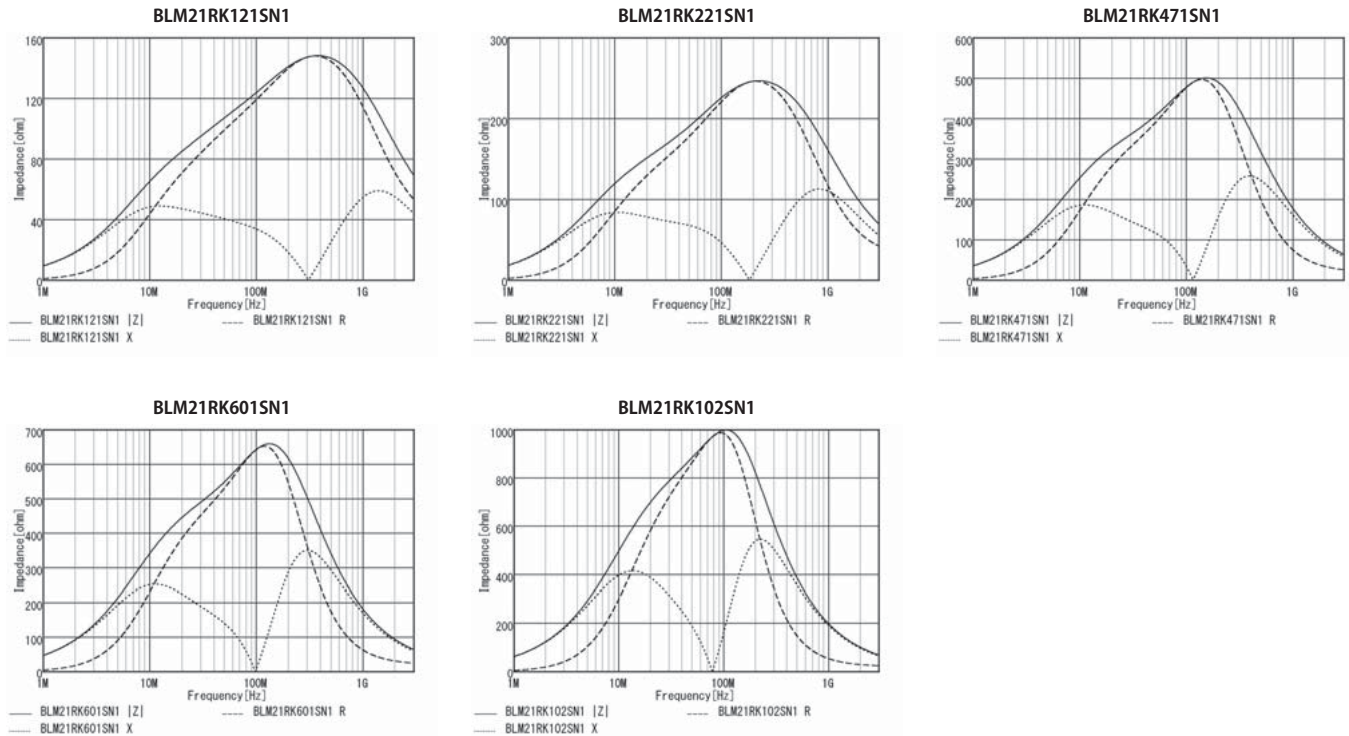 BLM21RK121SN1
160
120
80
40
0
Impedance[ohm]
1M 10M 100M 1G
Frequency[Hz]
BLM21RK121SN1 |Z| BLM21RK121SN1 R
BLM21RK121SN1 X
BLM21RK221SN1
300
200
100
0
Impedance[ohm]
1M 10M 100M 1G
Frequency[Hz]
BLM21RK221SN1 |Z| BLM21RK221SN1 R
BLM21RK221SN1 X
BLM21RK471SN1
600
500
400
300
200
100
0
Impedance[ohm]
1M 10M 100M 1G
Frequency[Hz]
BLM21RK471SN1 |Z| BLM21RK471SN1 R
BLM21RK471SN1 X
BLM21RK601SN1
700
600
500
400
300
200
100
0
Impedance[ohm]
1M 10M 100M 1G
Frequency[Hz]
BLM21RK601SN1 |Z| BLM21RK601SN1 R
BLM21RK601SN1 X
BLM21RK102SN1
1000
800
600
400
200
0
Impedance[ohm]
1M 10M 100M 1G
Frequency[Hz]
BLM21RK102SN1 |Z| BLM21RK102SN1 R
BLM21RK102SN1 X